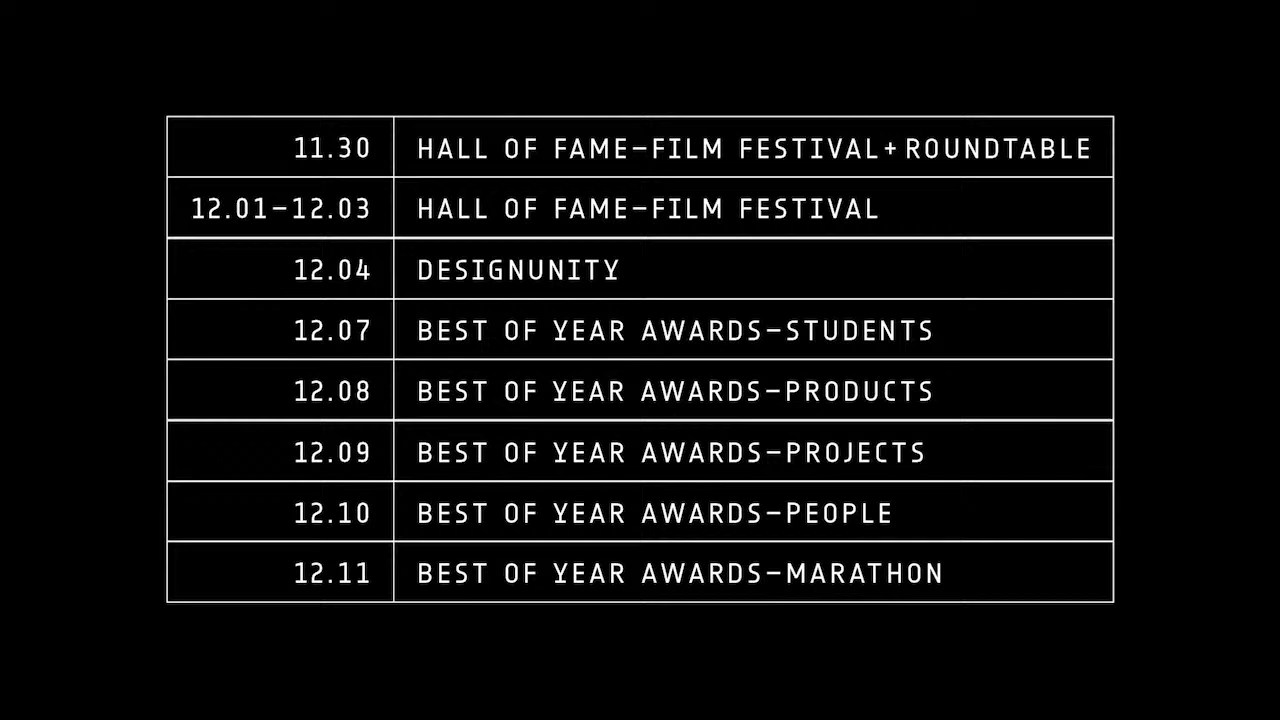 11.30 HALL OF FAME–FILM FESTIVAL+ROUNDTABLE
12.01–12.03 HALL OF FAME–FILM FESTIVAL
12.04 DESIGNUNITY
12.07 BEST OF YEAR AWARDS–STUDENTS
12.08 BEST OF YEAR AWARDS–PRODUCTS
12.09 BEST OF YEAR AWARDS–PROJECTS
12.10 BEST OF YEAR AWARDS–PEOPLE
12.11 BEST OF YEAR AWARDS–MARATHON